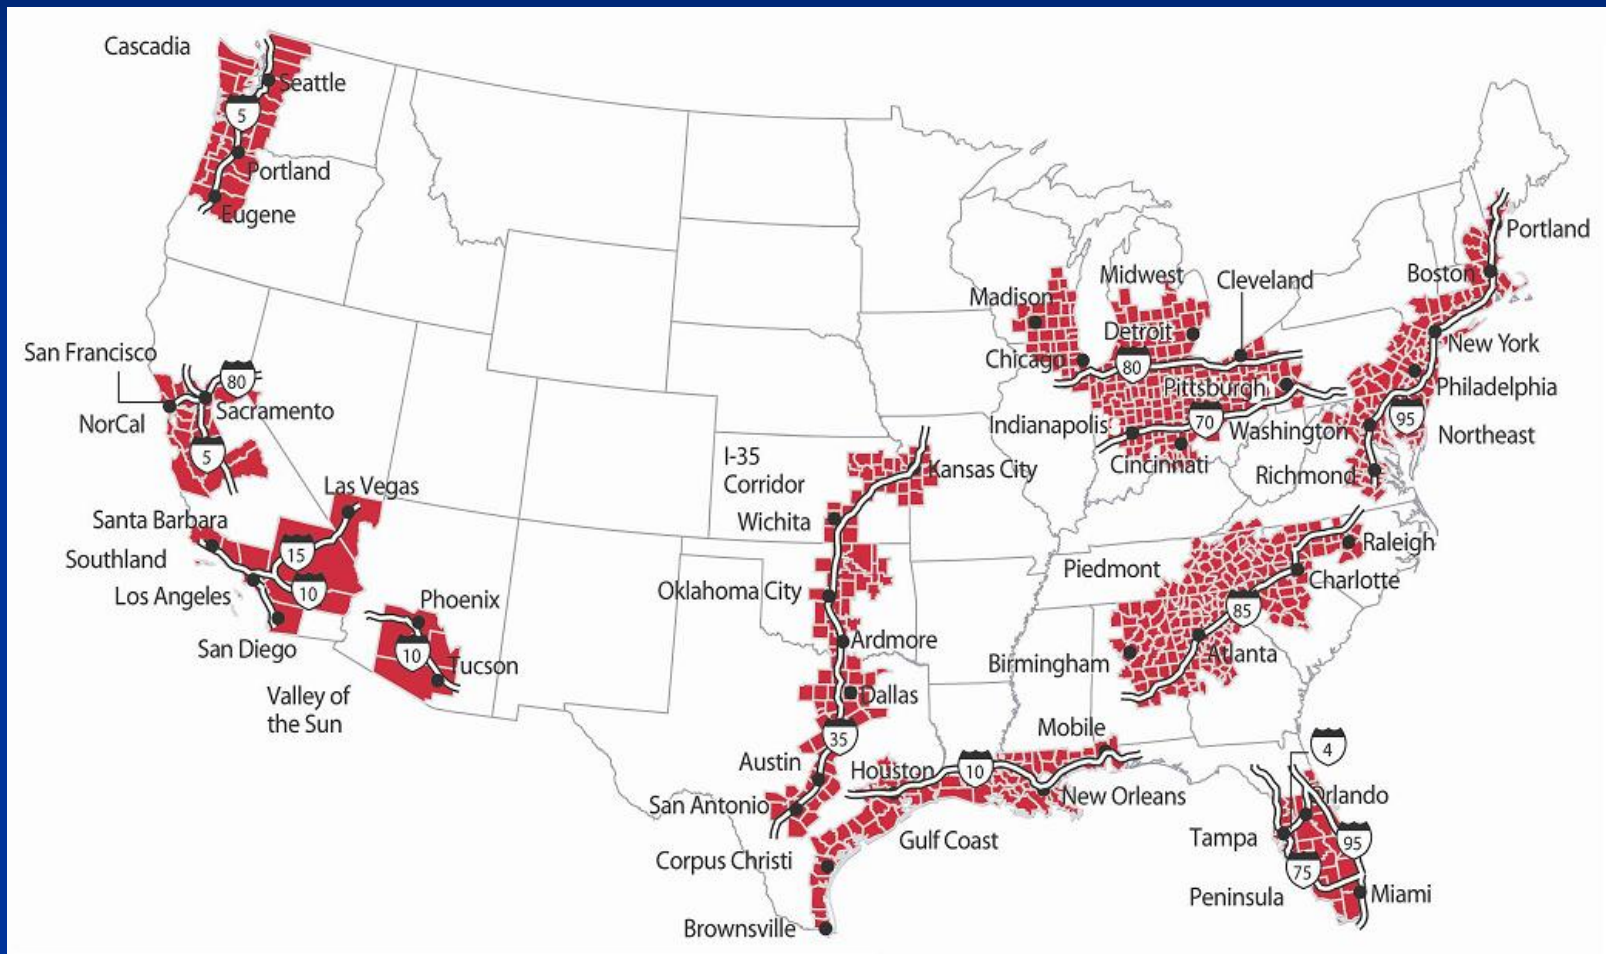 Cascadia
Seattle
5
Portland
Eugene
San Francisco
80
Sacramento
NorCal
5
Las Vegas
Santa Barbara
15
Southland
10
Los Angeles
San Diego
Phoenix
10
Tucson
Valley of
the Sun
I-35
Corridor
Kansas City
Wichita
Oklahoma City
Ardmore
Dallas
35
Austin
San Antonio
Houston
10
Mobile
New Orleans
Gulf Coast
Corpus Christi
Brownsville
Madison
Midwest
Cleveland
Detroit
Chicago
80
Pittsburgh
Indianapolis
70
Cincinnati
Portland
Boston
New York
Philadelphia
95
Washington
Northeast
Richmond
Raleigh
Piedmont
Charlotte
85
Birmingham
Atlanta
4
Orlando
Tampa
95
75
Peninsula
Miami